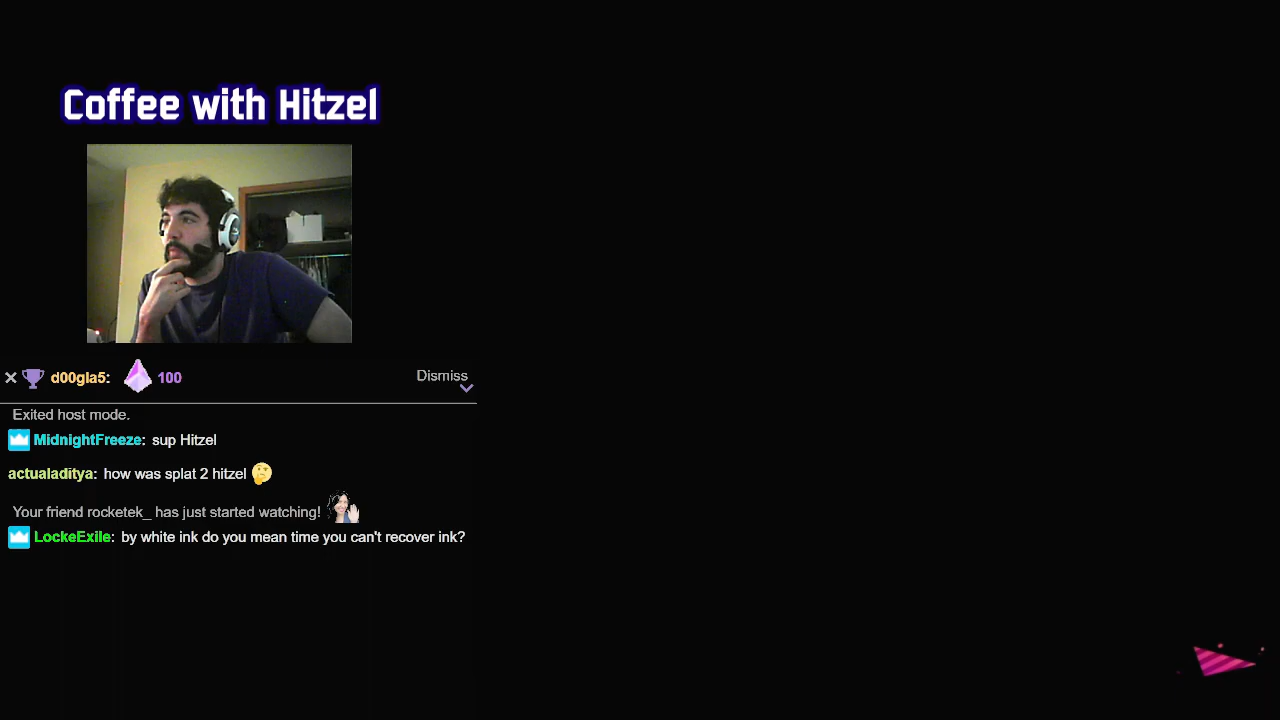 Coffee with Hitzel
d00gla5: 100 Dismiss
Exited host mode.
MidnightFreeze: sup Hitzel
actualaditya: how was splat 2 hitzel
Your friend rocketek_ has just started watching!
LockeExile: by white ink do you mean time you can't recover ink?